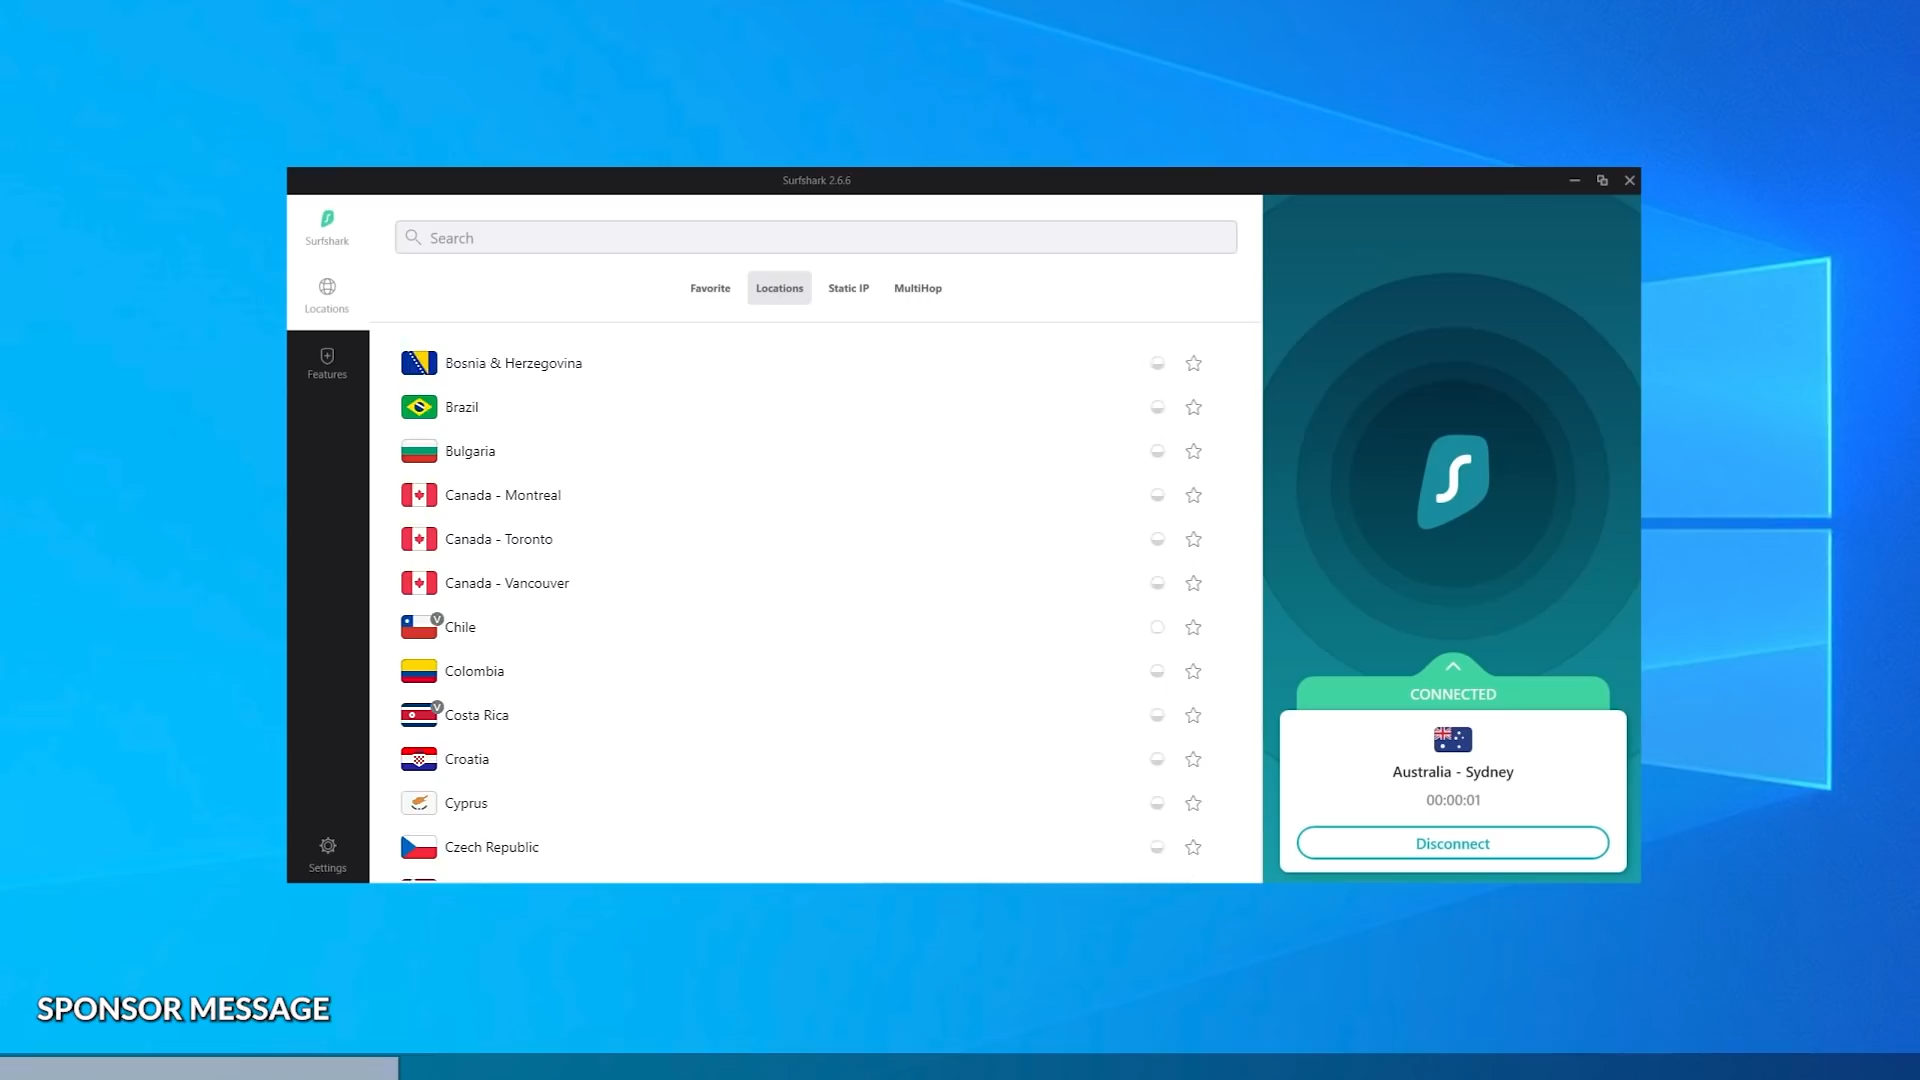 Surfshark 2.6.6
Surfshark
Search
Locations
Favorite Locations Static IP MultiHop
Features
Bosnia & Herzegovina
Brazil
Bulgaria
Canada - Montreal
Canada - Toronto
Canada - Vancouver
V
Chile
Colombia
V
Costa Rica
Croatia
Cyprus
Czech Republic
Settings
S
CONNECTED
Australia - Sydney
00:00:01
Disconnect
SPONSOR MESSAGE